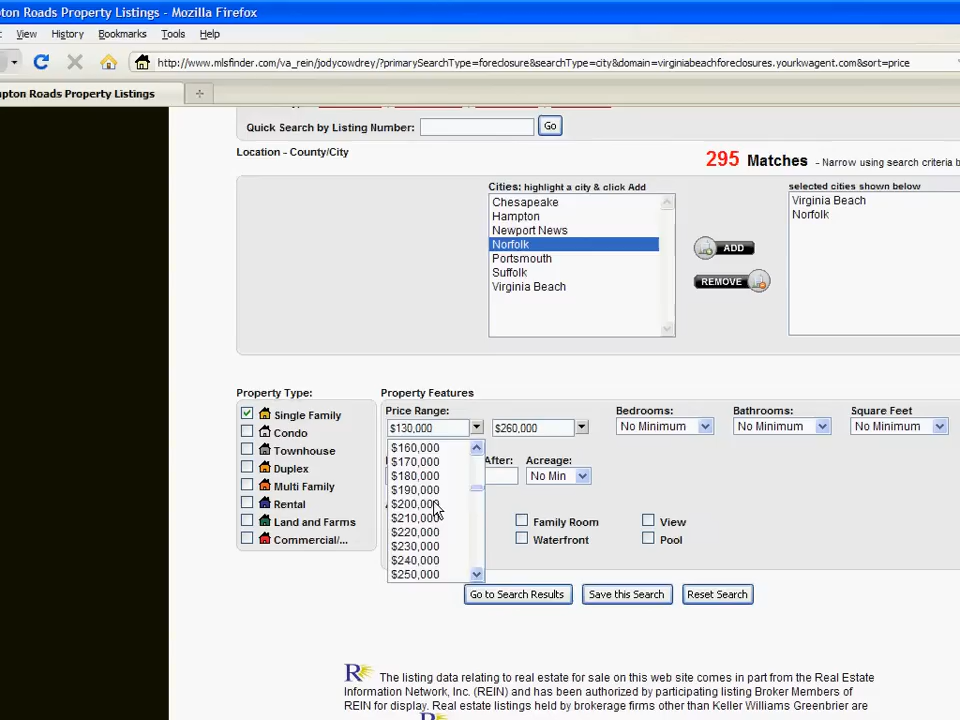 pton Roads Property Listings - Mozilla Firefox
View History Bookmarks Tools Help
http://www.mlsfinder.com/va_rein/jodycowdrey/?primarySearchType=foreclosure&searchType=city&domain=virginiabeachforeclosures.yourkwagent.com&sort=price
pton Roads Property Listings
Quick Search by Listing Number: Go
Location - County/City
295 Matches - Narrow using search criteria b
Cities: highlight a city & click Add
selected cities shown below
Chesapeake
Hampton
Newport News
Norfolk
Portsmouth
Suffolk
Virginia Beach
ADD
REMOVE
Virginia Beach
Norfolk
Property Type:
Single Family
Condo
Townhouse
Duplex
Multi Family
Rental
Land and Farms
Commercial/...
Property Features
Price Range: Bedrooms: Bathrooms: Square Feet
$130,000 $260,000 No Minimum No Minimum No Minimum
$160,000
$170,000
$180,000
$190,000
$200,000
$210,000
$220,000
$230,000
$240,000
$250,000
After: Acreage:
No Min
Family Room View
Waterfront Pool
Go to Search Results Save this Search Reset Search
R The listing data relating to real estate for sale on this web site comes in part from the Real Estate
Information Network, Inc. (REIN) and has been authorized by participating listing Broker Members of
REIN for display. Real estate listings held by brokerage firms other than Keller Williams Greenbrier are